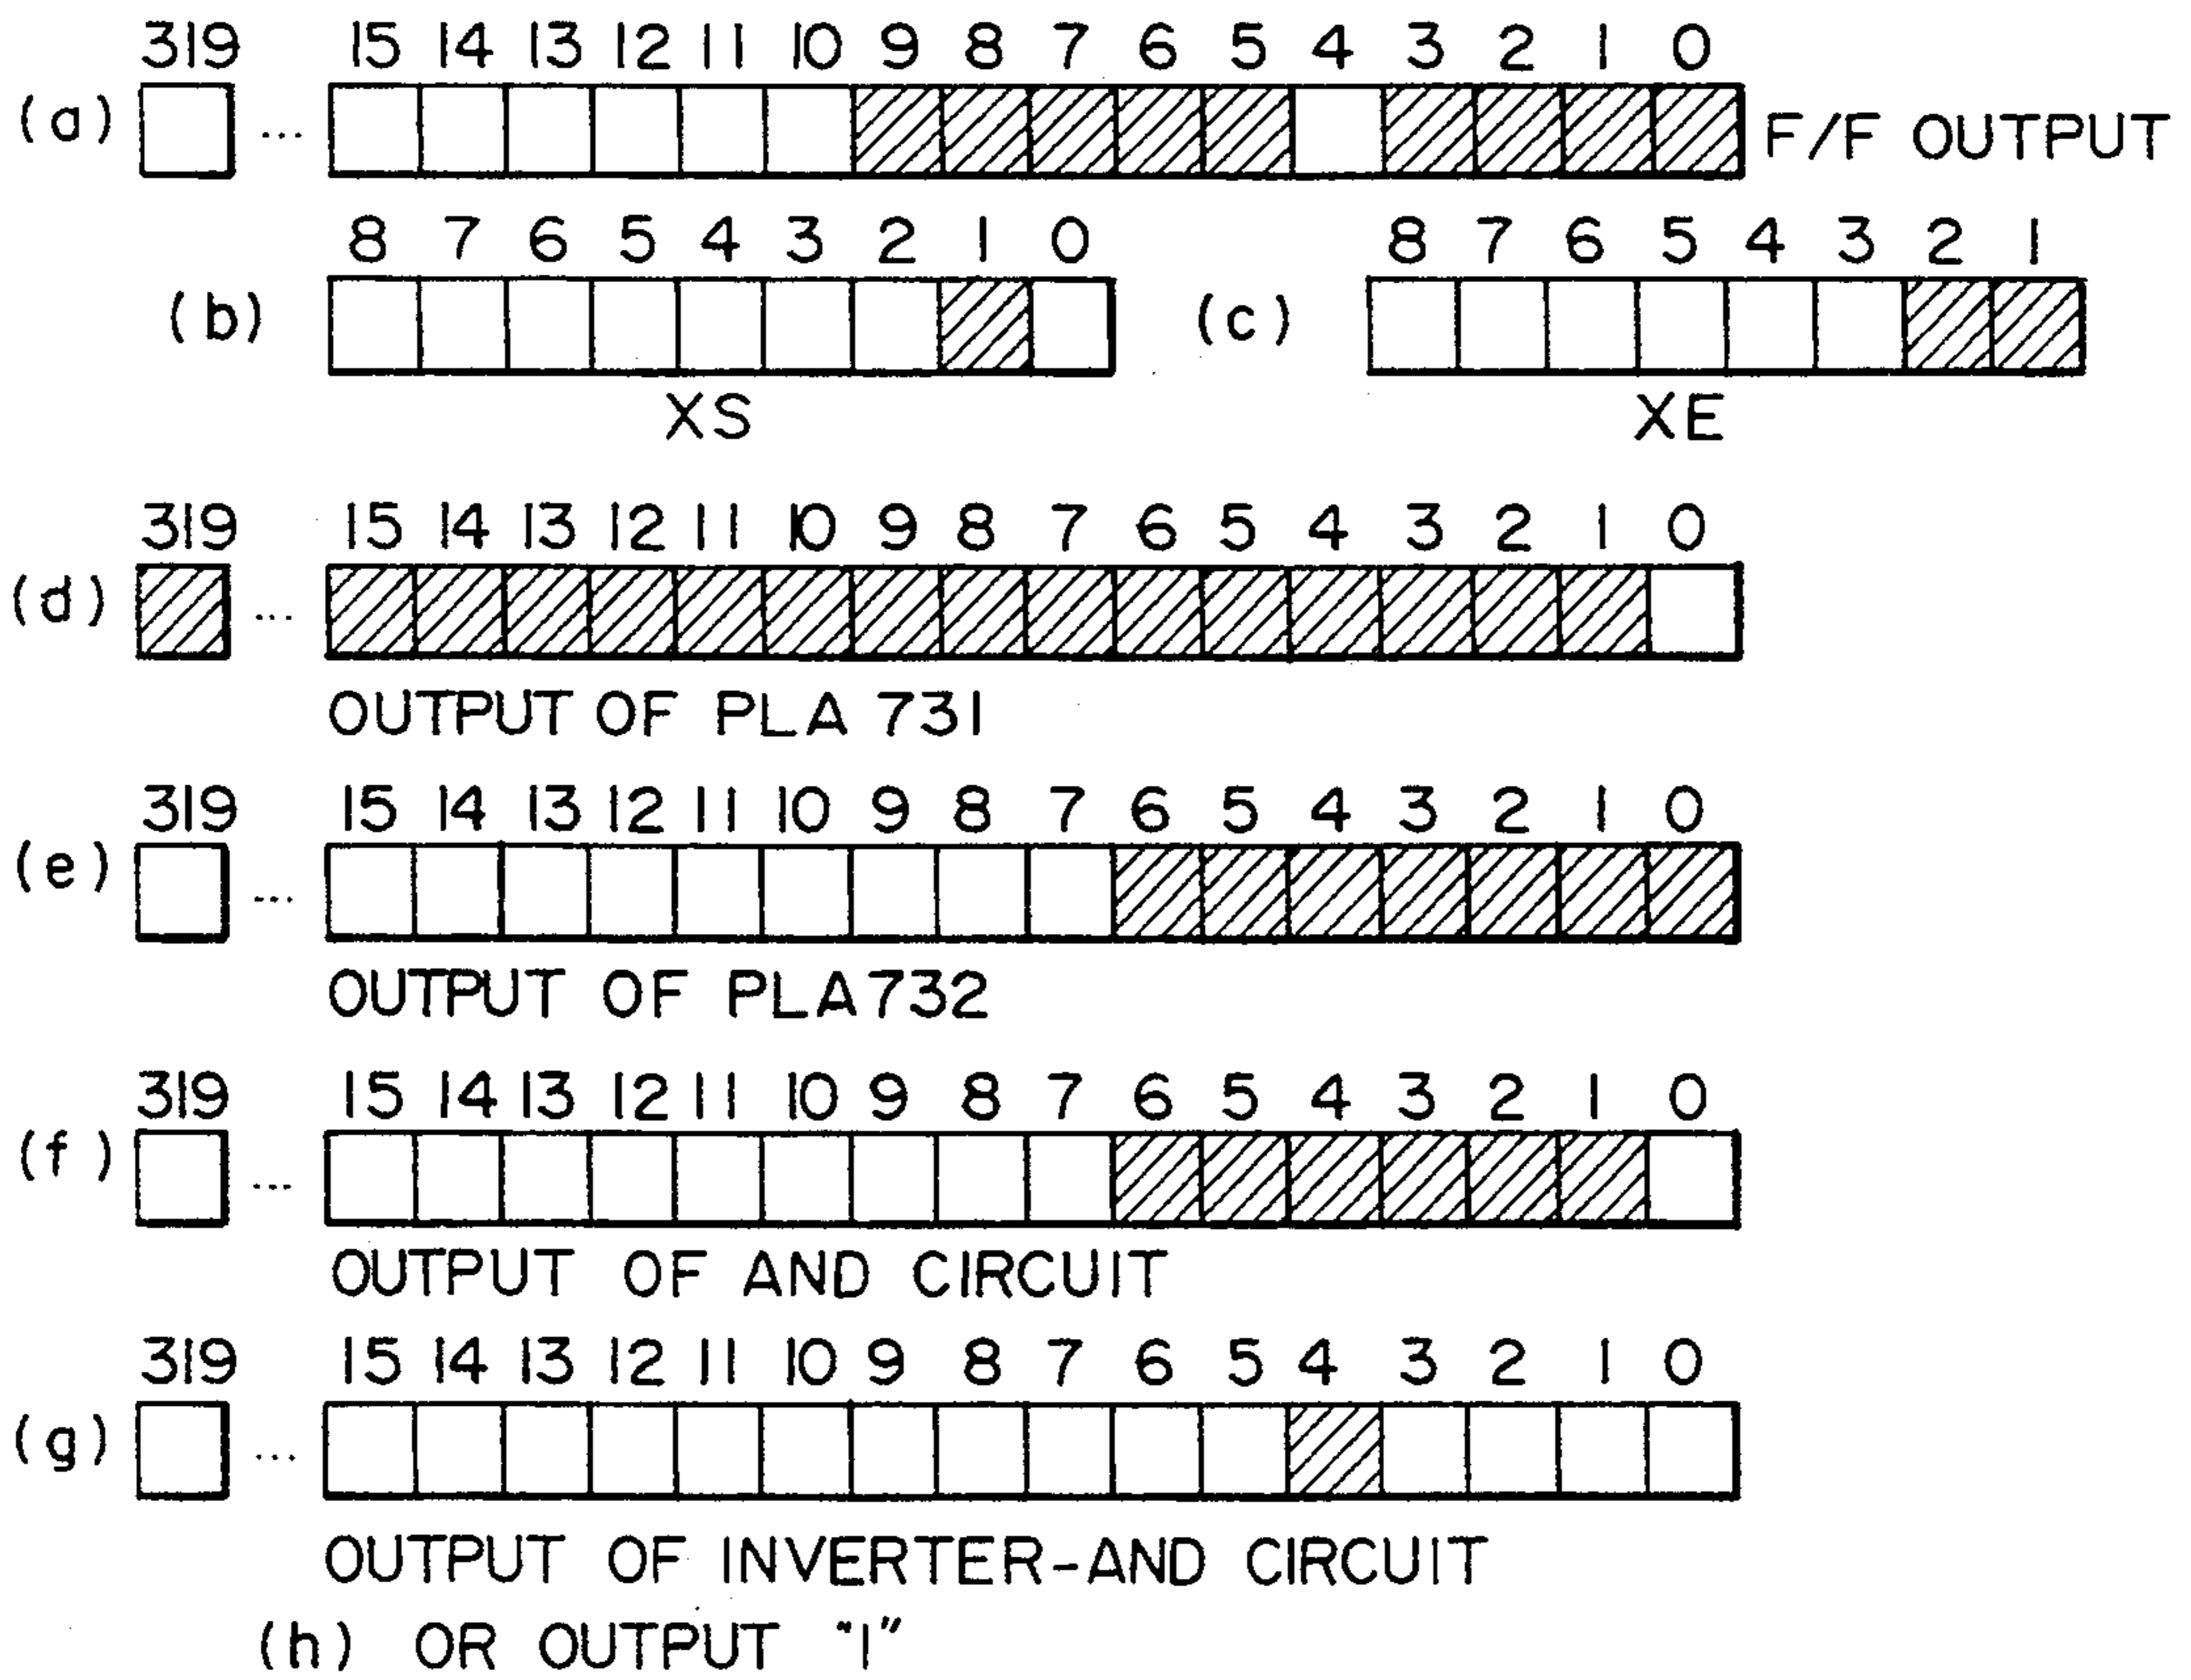 319 15 14 13 12 11 10 9 8 7 6 5 4 3 2 1 0
(a) ... F/F OUTPUT
8 7 6 5 4 3 2 1 0 8 7 6 5 4 3 2 1
(b) (c)
XS XE
319 15 14 13 12 11 10 9 8 7 6 5 4 3 2 1 0
(d) ...
OUTPUT OF PLA 731
319 15 14 13 12 11 10 9 8 7 6 5 4 3 2 1 0
(e) ...
OUTPUT OF PLA732
319 15 14 13 12 11 10 9 8 7 6 5 4 3 2 1 0
(f) ...
OUTPUT OF AND CIRCUIT
319 15 14 13 12 11 10 9 8 7 6 5 4 3 2 1 0
(g) ...
OUTPUT OF INVERTER-AND CIRCUIT
(h) OR OUTPUT "1"